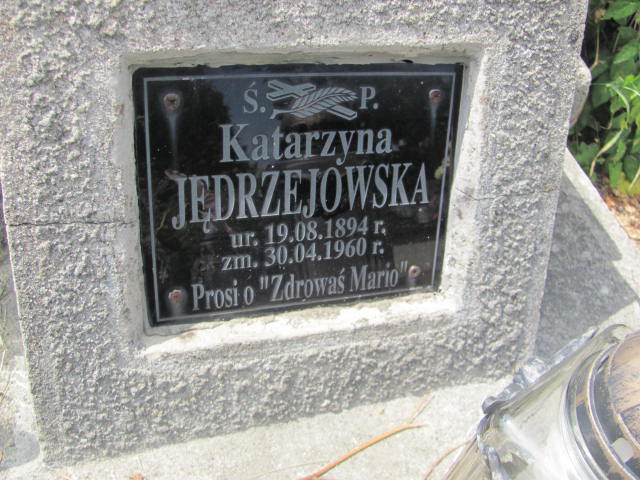 Ś. P.
Katarzyna
JĘDRZEJOWSKA
ur. 19.08.1894 r.
zm. 30.04.1960 r.
Prosi o "Zdrowaś Mario"